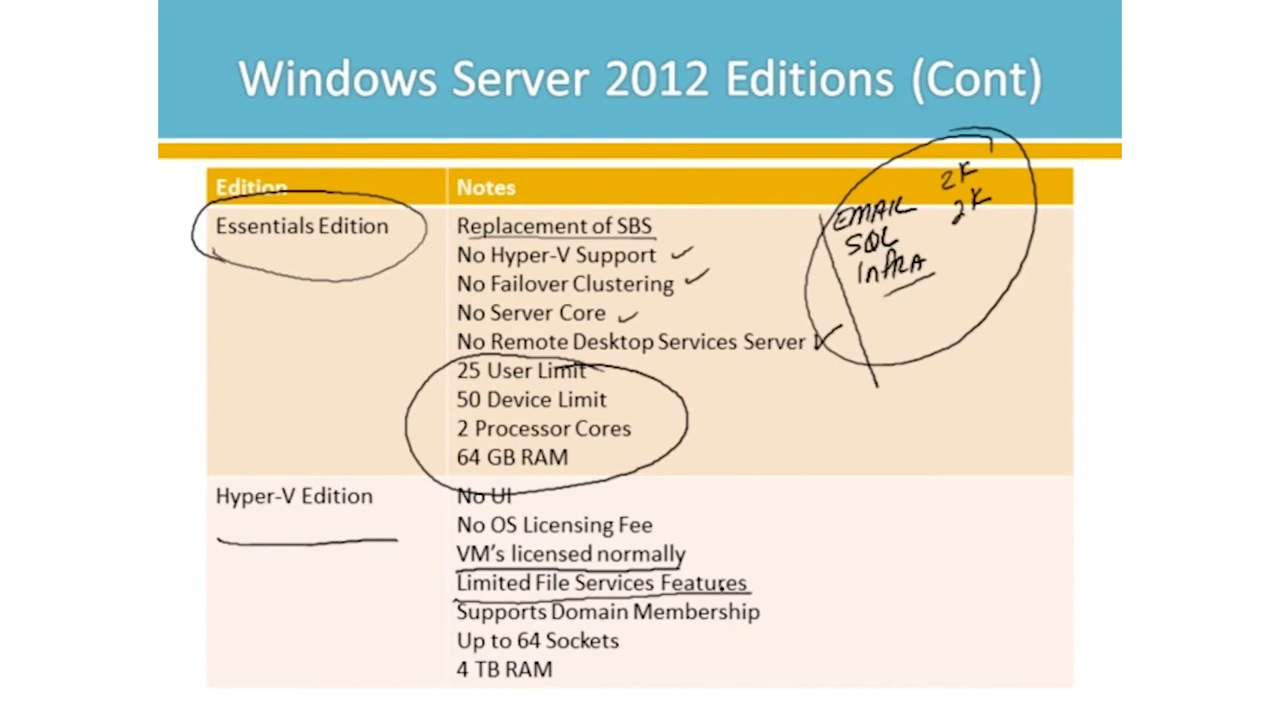 Windows Server 2012 Editions (Cont)
Edition
Notes
Essentials Edition
Replacement of SBS
No Hyper-V Support
No Failover Clustering
No Server Core
No Remote Desktop Services Server
25 User Limit
50 Device Limit
2 Processor Cores
64 GB RAM
EMAIL 2K
SQL 2K
INFRA
Hyper-V Edition
No UI
No OS Licensing Fee
VM's licensed normally
Limited File Services Features
Supports Domain Membership
Up to 64 Sockets
4 TB RAM